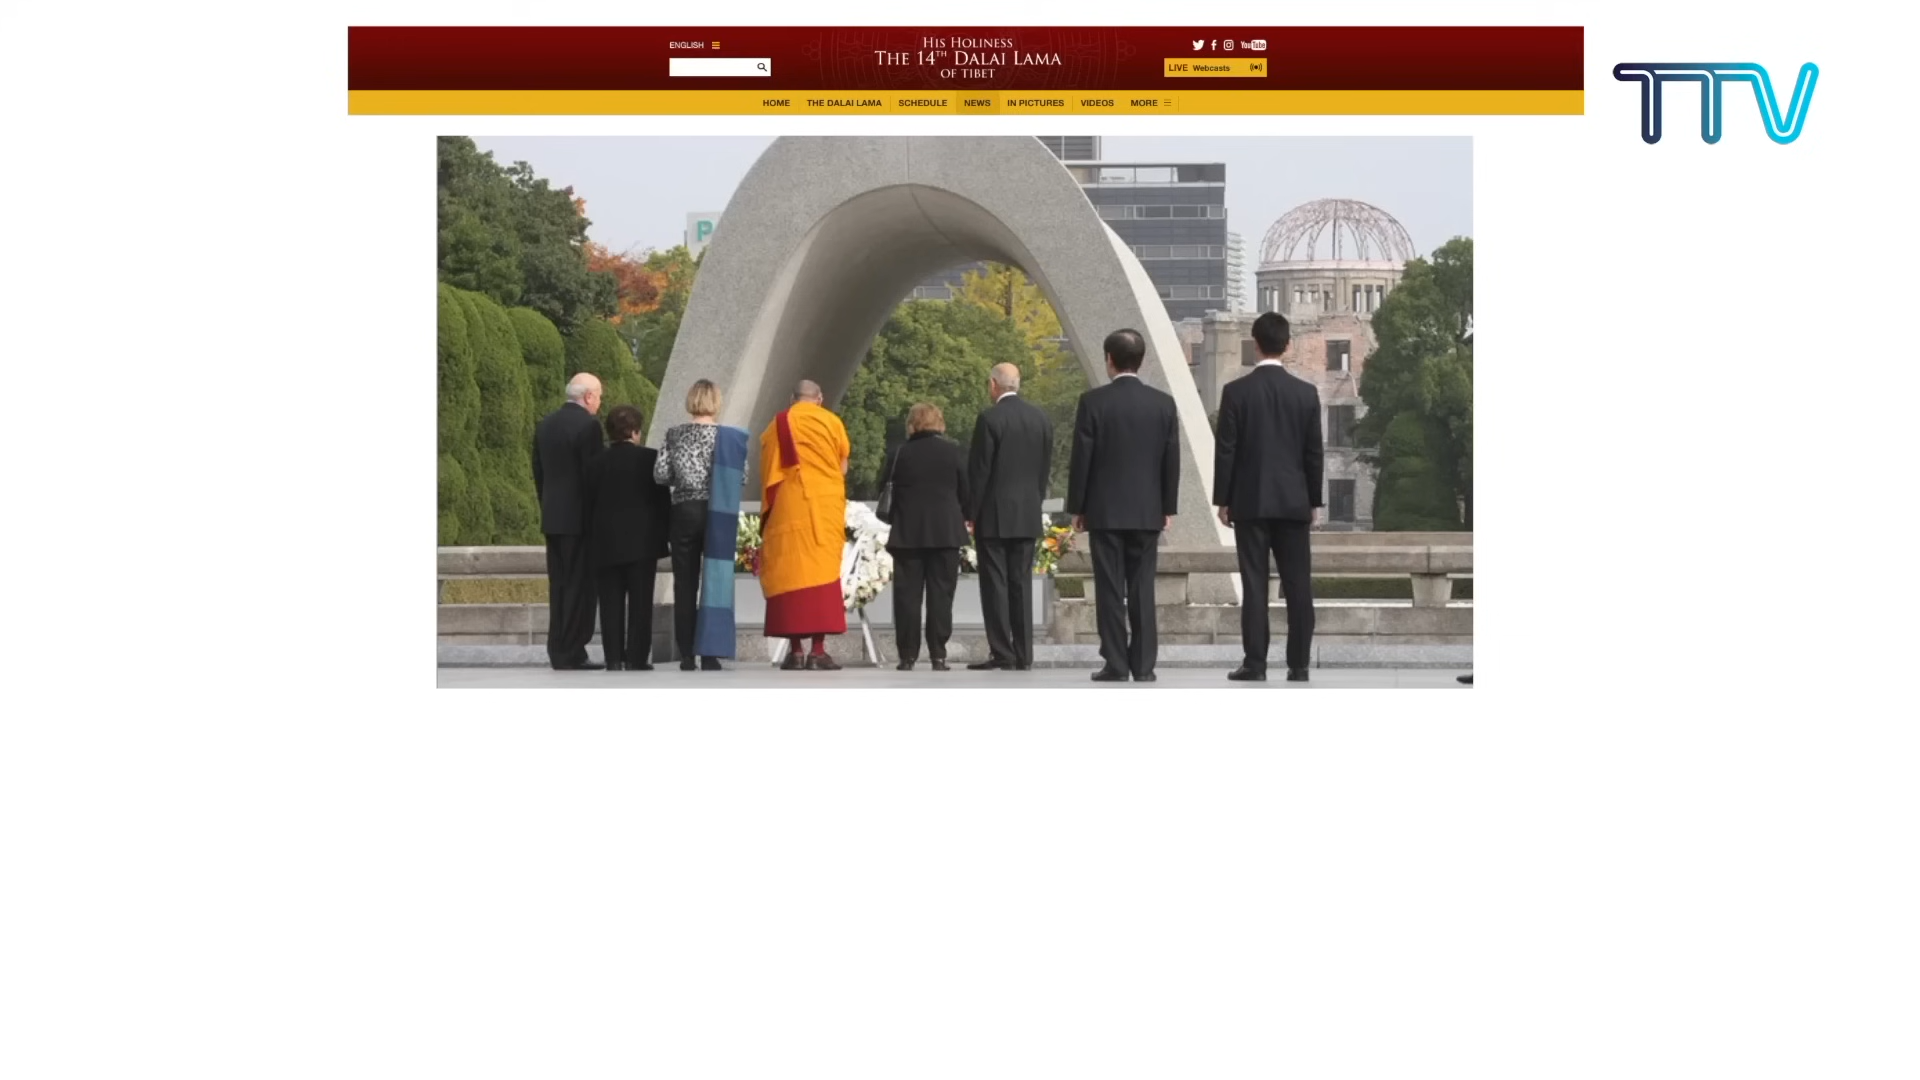 ENGLISH
HIS HOLINESS
THE 14TH DALAI LAMA
OF TIBET
YouTube
LIVE Webcasts
HOME THE DALAI LAMA SCHEDULE NEWS IN PICTURES VIDEOS MORE
TTV
P